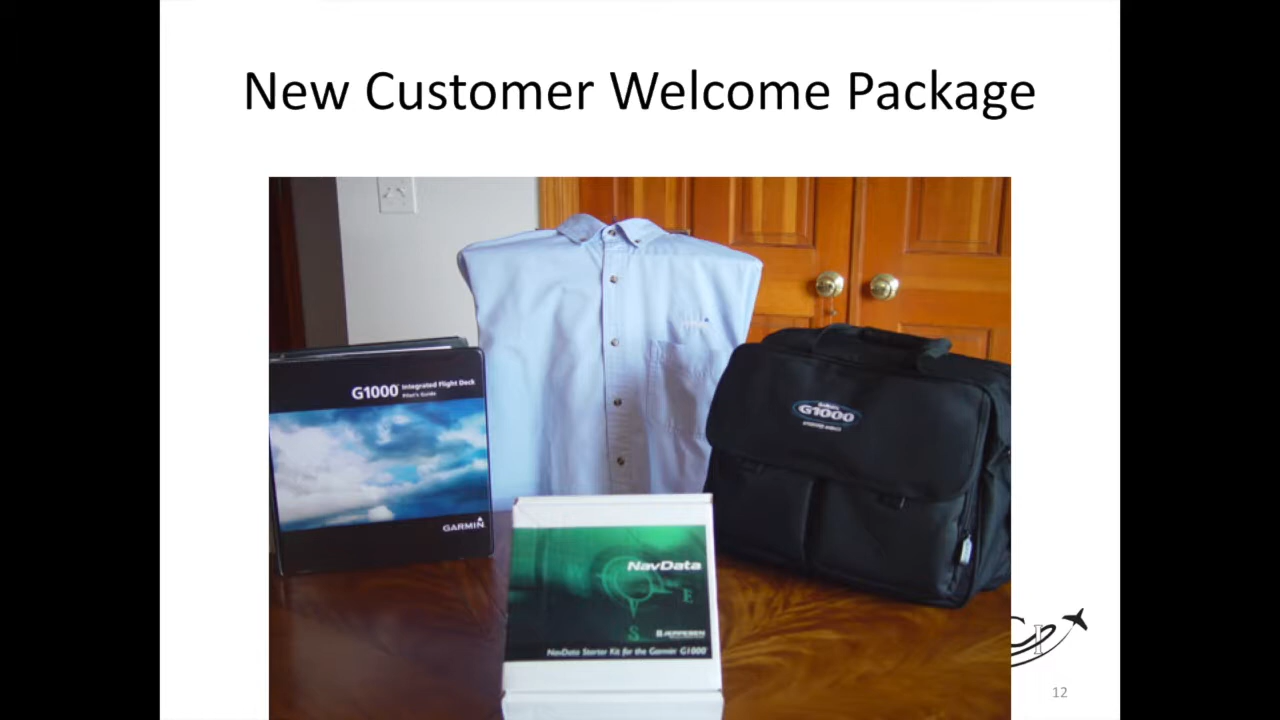 New Customer Welcome Package
G1000 Integrated Flight Deck
Pilot's Guide
GARMIN
G1000
NavData
E
S
JEPPESEN
NavData Starter Kit for the Garmin G1000
12